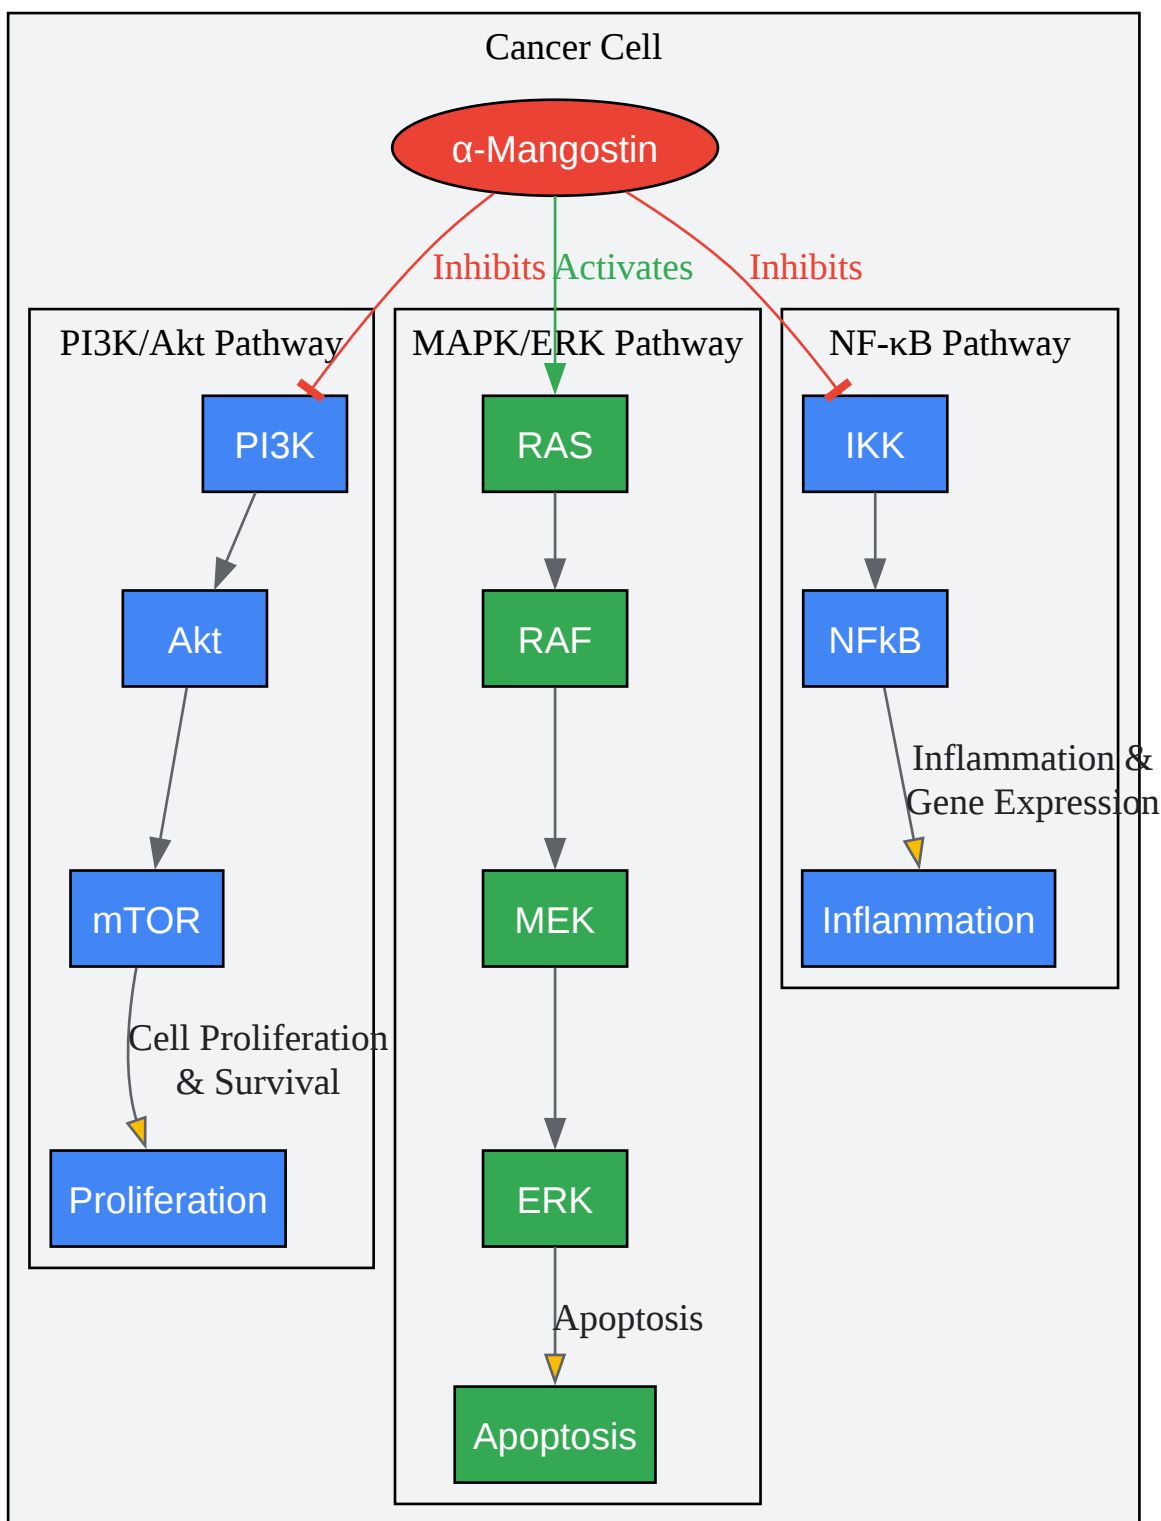 Cancer Cell
α-Mangostin
Inhibits
Activates
Inhibits
PI3K/Akt Pathway
PI3K
Akt
mTOR
Cell Proliferation
& Survival
Proliferation
MAPK/ERK Pathway
RAS
RAF
MEK
ERK
Apoptosis
Apoptosis
NF-κB Pathway
IKK
NFkB
Inflammation &
Gene Expression
Inflammation